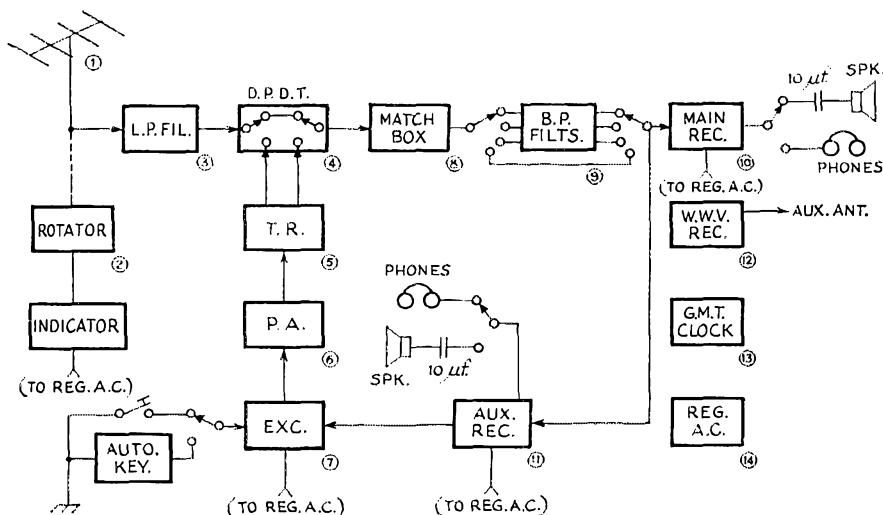 ①
D.P.D.T.
10 µf.
SPK.
L.P. FIL.
③
④
MATCH
BOX
⑧
B.P.
FILTS.
⑨
MAIN
REC.
⑩
PHONES
(TO REG. A.C.)
ROTATOR
②
T. R.
⑤
W.W.V.
REC.
⑫
AUX. ANT.
INDICATOR
(TO REG. A.C.)
P. A.
⑥
PHONES
SPK.
10 µf.
G.M.T.
CLOCK
⑬
AUTO.
KEY.
EXC.
⑦
(TO REG. A.C.)
AUX.
REC.
⑪
(TO REG. A.C.)
REG.
A.C.
⑭